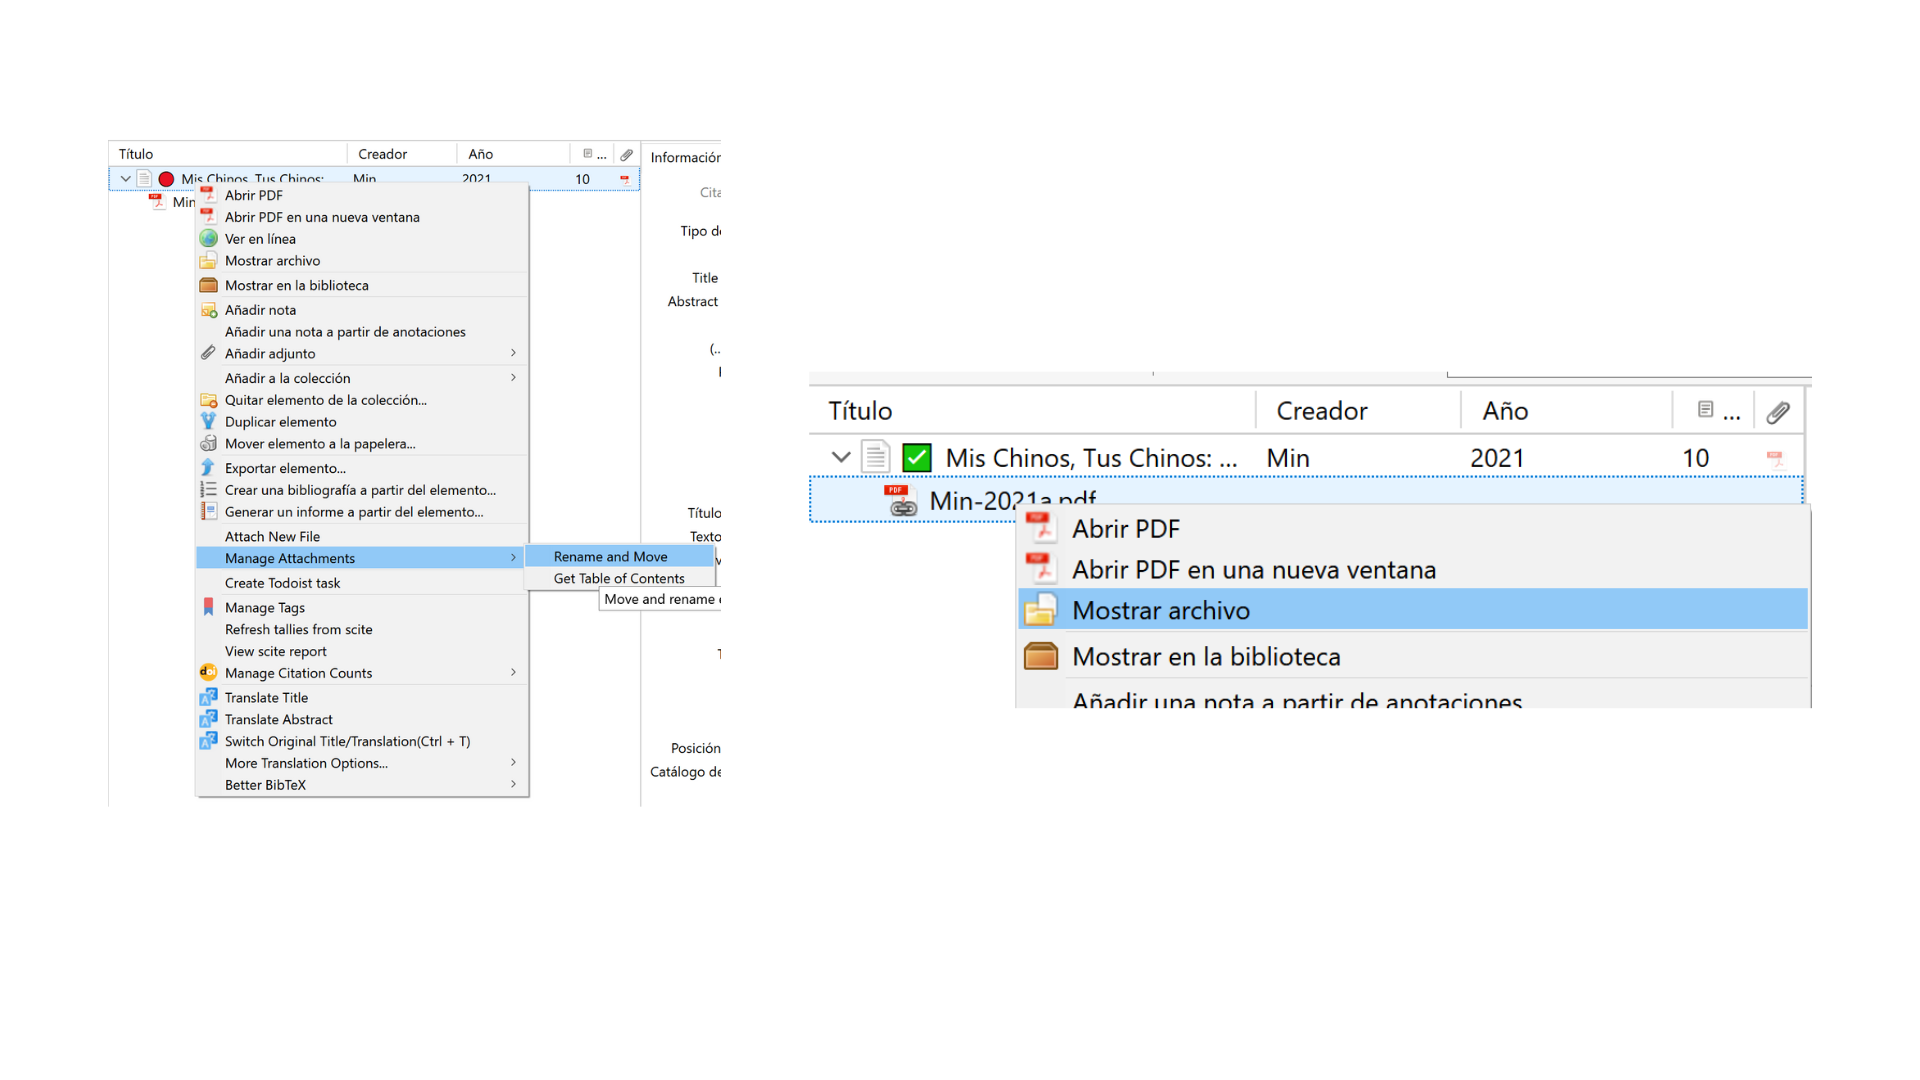 Título Creador Año ...
Mis Chinos, Tus Chinos: Min 2021 10
Min
Abrir PDF
Abrir PDF en una nueva ventana
Ver en línea
Mostrar archivo
Mostrar en la biblioteca
Añadir nota
Añadir una nota a partir de anotaciones
Añadir adjunto
Añadir a la colección
Quitar elemento de la colección...
Duplicar elemento
Mover elemento a la papelera...
Exportar elemento...
Crear una bibliografía a partir del elemento...
Generar un informe a partir del elemento...
Attach New File
Manage Attachments
Create Todoist task
Manage Tags
Refresh tallies from scite
View scite report
Manage Citation Counts
Translate Title
Translate Abstract
Switch Original Title/Translation(Ctrl + T)
More Translation Options...
Better BibTeX
Rename and Move
Get Table of Contents
Move and rename
Información
Cita
Tipo de
Title
Abstract
(...
Título
Texto
Posición
Catálogo de
Título Creador Año ...
Mis Chinos, Tus Chinos: ... Min 2021 10
Min-2021a.pdf
Abrir PDF
Abrir PDF en una nueva ventana
Mostrar archivo
Mostrar en la biblioteca
Añadir una nota a partir de anotaciones